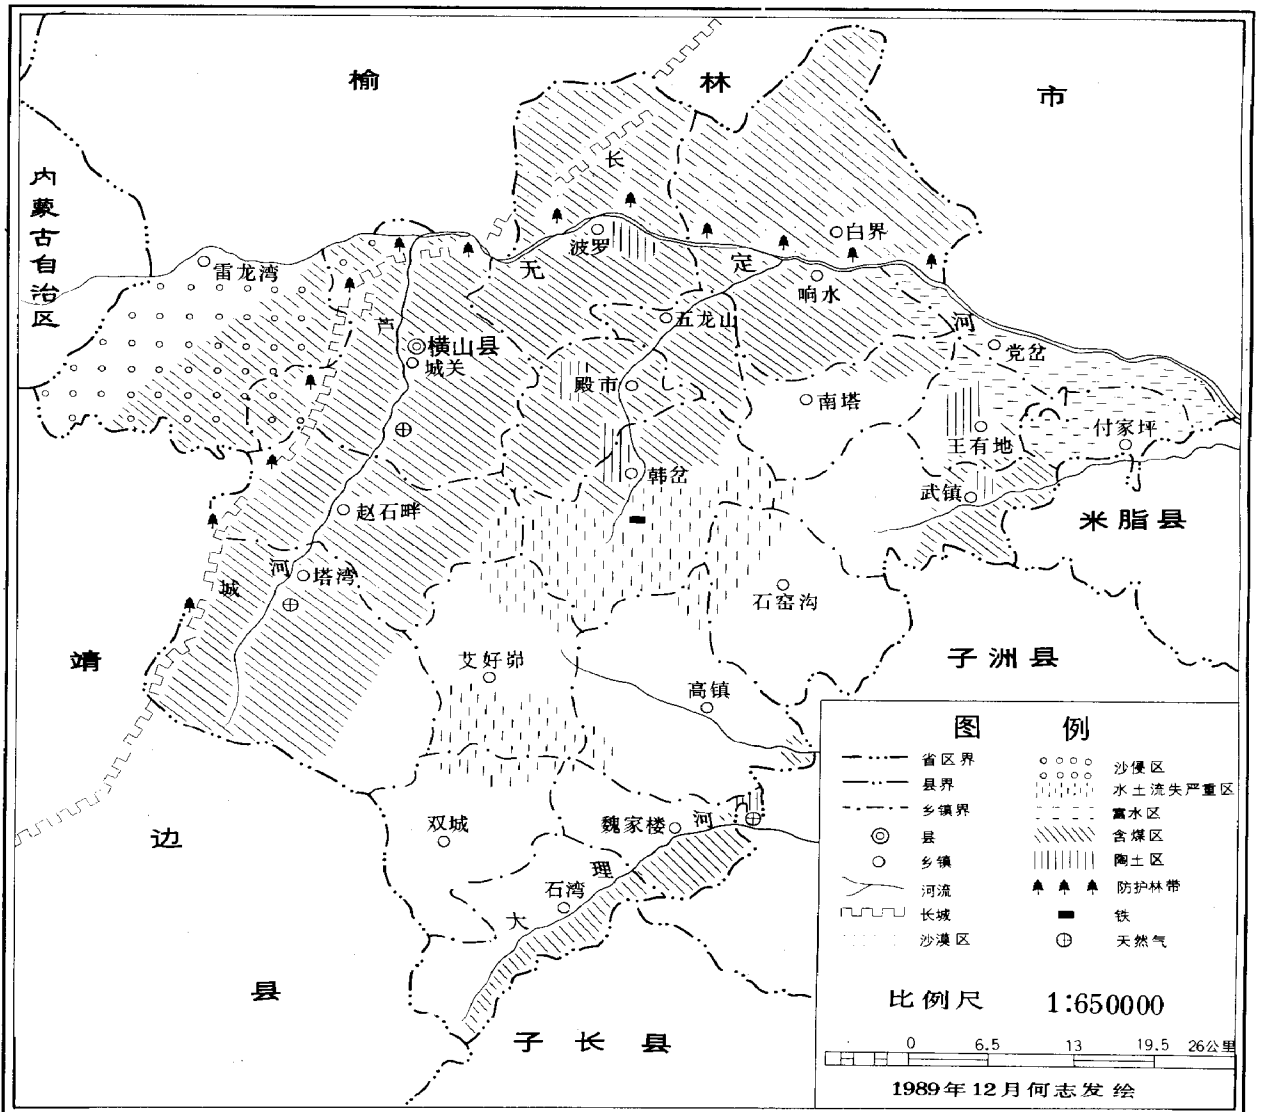 榆林市
内蒙古自治区
长
白界
波罗
无定河
雷龙湾
响水
芦河
五龙山
横山县
城关
党岔
殿市
南塔
付家坪
王有地
韩岔
武镇
赵石畔
米脂县
城
塔湾
石窑沟
靖边县
艾好峁
子洲县
高镇
双城
魏家楼
大理河
石湾
子长县
图例
省区界
县界
乡镇界
县
乡镇
河流
长城
沙漠区
沙侵区
水土流失严重区
富水区
含煤区
陶土区
防护林带
铁
天然气
比例尺 1:650000
0 6.5 13 19.5 26公里
1989年12月何志发绘